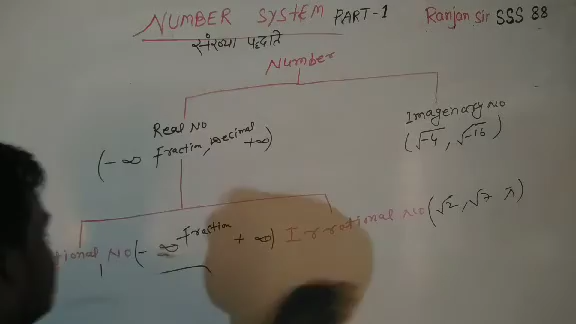 NUMBER SYSTEM PART-1 Ranjan Sir SSS 88
संख्या पद्धति
Number
Real No
Imagenary No
(-∞ Fraction, Decimal +∞)
(√-4, √-16)
tional No (-∞ Fraction +∞) Irrational No (√2, √7 π)